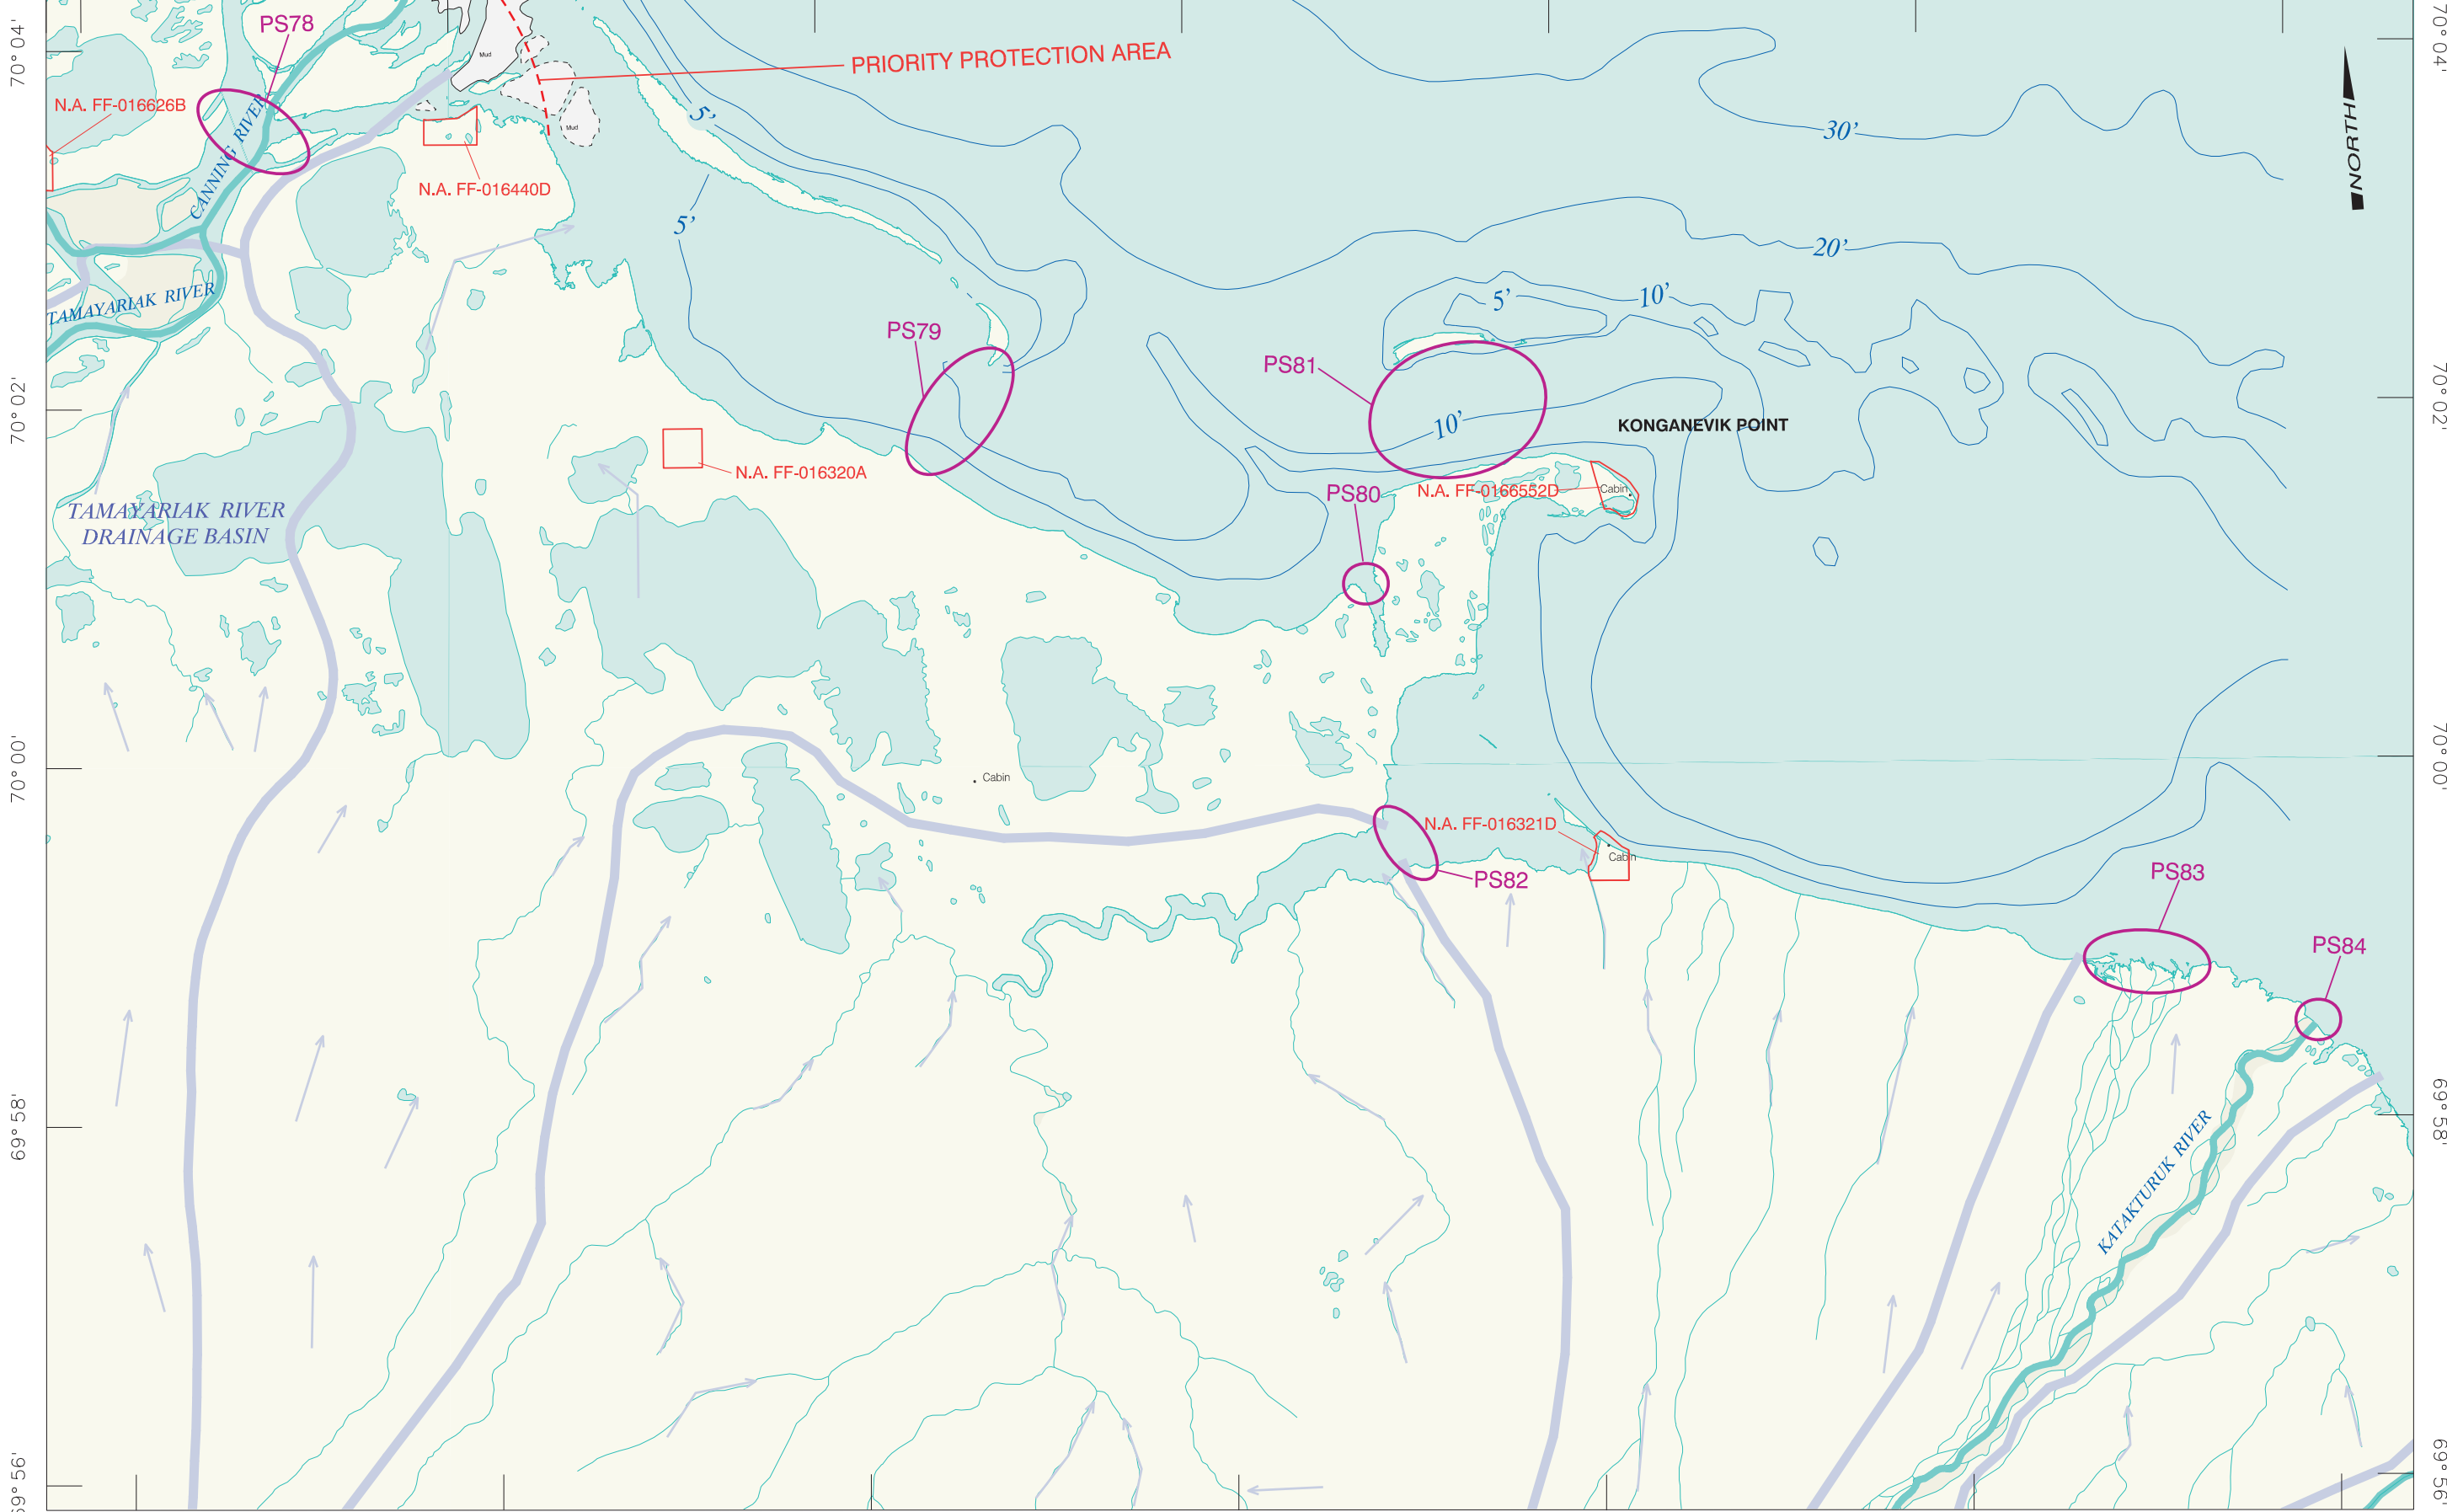 70° 04'
70° 04'
PS78
Mud
PRIORITY PROTECTION AREA
N.A. FF-016626B
5'
Mud
30'
NORTH
CANNING RIVER
N.A. FF-016440D
5'
20'
TAMAYARIAK RIVER
5'
10'
PS79
PS81
70° 02'
70° 02'
10'
KONGANEVIK POINT
N.A. FF-016320A
PS80
N.A. FF-0166552D
Cabin
TAMAYARIAK RIVER
DRAINAGE BASIN
70° 00'
70° 00'
Cabin
N.A. FF-016321D
Cabin
PS82
PS83
PS84
69° 58'
69° 58'
KATAKTURUK RIVER
69° 56'
69° 56'